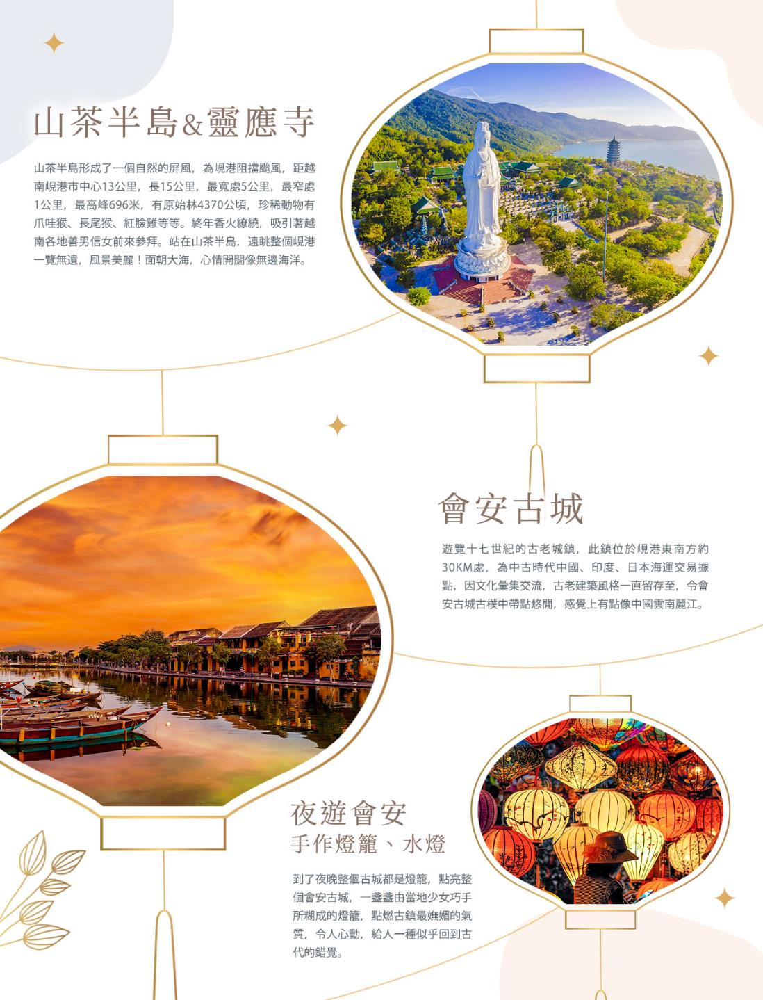 山茶半島&靈應寺
山茶半島形成了一個自然的屏風，為峴港阻擋颱風，距越
南峴港市中心13公里，長15公里，最寬處5公里，最窄處
1公里，最高峰696米，有原始林4370公頃，珍稀動物有
爪哇猴、長尾猴、紅臉雞等等。終年香火繚繞，吸引著越
南各地善男信女前來參拜。站在山茶半島，遠眺整個峴港
一覽無遺，風景美麗！面朝大海，心情開闊像無邊海洋。
會安古城
遊覽十七世紀的古老城鎮，此鎮位於峴港東南方約
30KM處，為中古時代中國、印度、日本海運交易據
點，因文化彙集交流，古老建築風格一直留存至，令會
安古城古樸中帶點悠閒，感覺上有點像中國雲南麗江。
夜遊會安
手作燈籠、水燈
到了夜晚整個古城都是燈籠，點亮整
個會安古城，一盞盞由當地少女巧手
所糊成的燈籠，點燃古鎮最嫵媚的氣
質，令人心動，給人一種似乎回到古
代的錯覺。